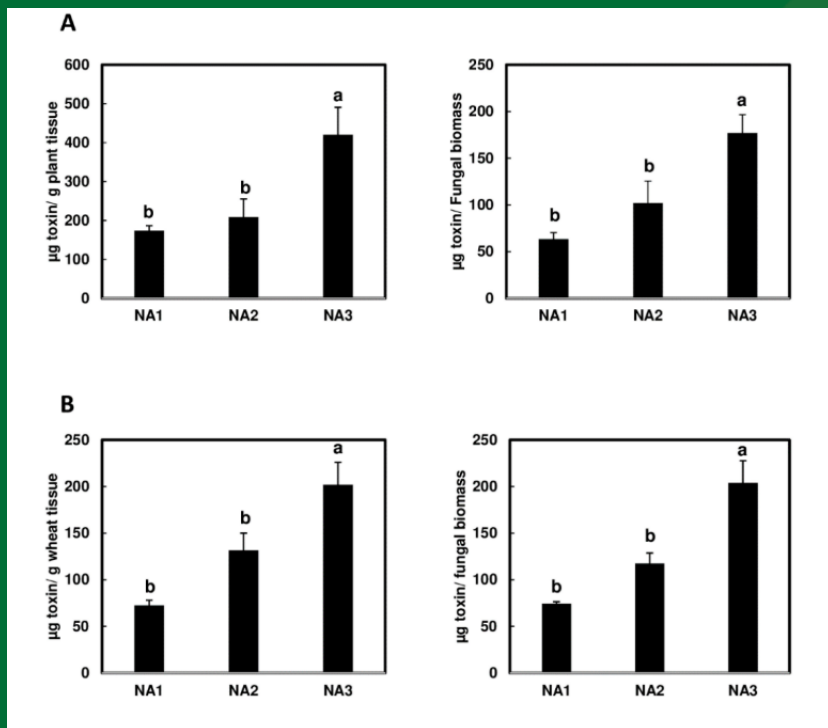 A
µg toxin/ g plant tissue
600
500
400
300
200
100
0
b
b
a
NA1 NA2 NA3
µg toxin/ Fungal biomass
250
200
150
100
50
0
b
b
a
NA1 NA2 NA3
B
µg toxin/ g wheat tissue
250
200
150
100
50
0
b
b
a
NA1 NA2 NA3
µg toxin/ fungal biomass
250
200
150
100
50
0
b
b
a
NA1 NA2 NA3